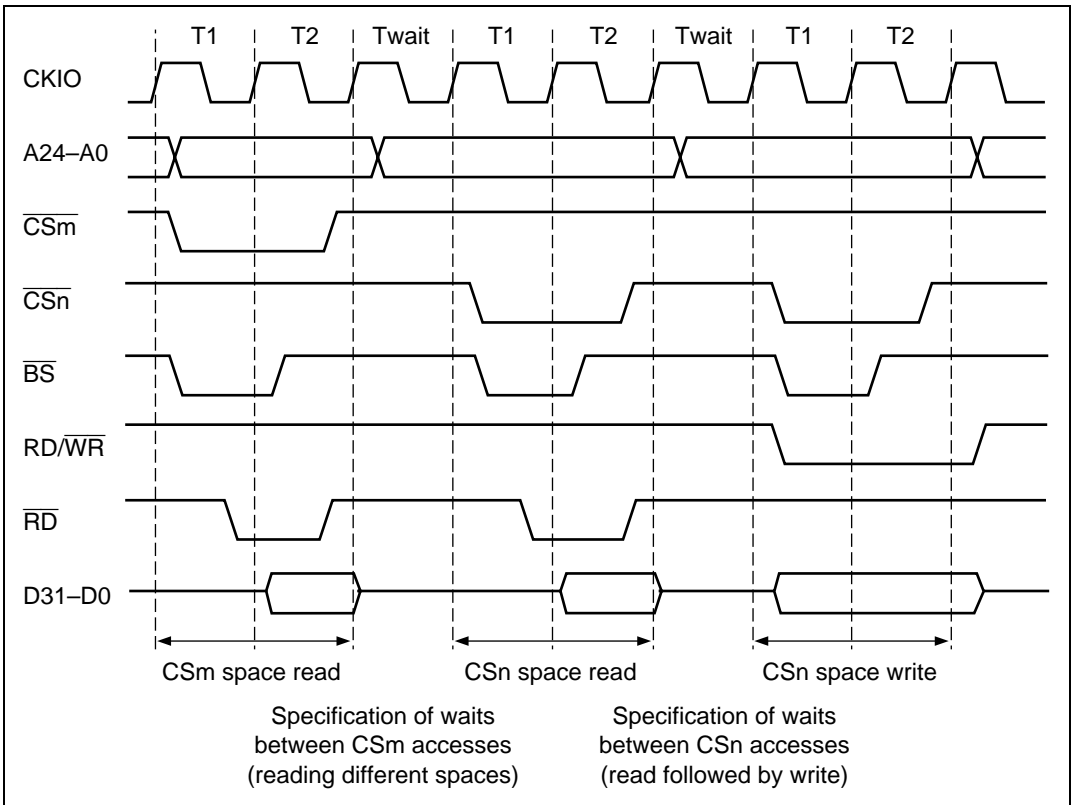 T1 T2 Twait T1 T2 Twait T1 T2
CKIO
A24–A0
CSm
CSn
BS
RD/WR
RD
D31–D0
CSm space read CSn space read CSn space write
Specification of waits between CSm accesses (reading different spaces)
Specification of waits between CSn accesses (read followed by write)